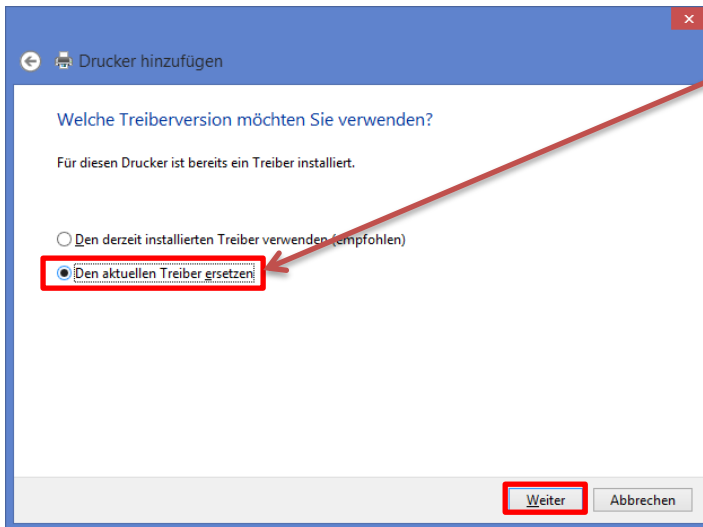 Drucker hinzufügen
Welche Treiberversion möchten Sie verwenden?
Für diesen Drucker ist bereits ein Treiber installiert.
Den derzeit installierten Treiber verwenden (empfohlen)
Den aktuellen Treiber ersetzen
Weiter Abbrechen